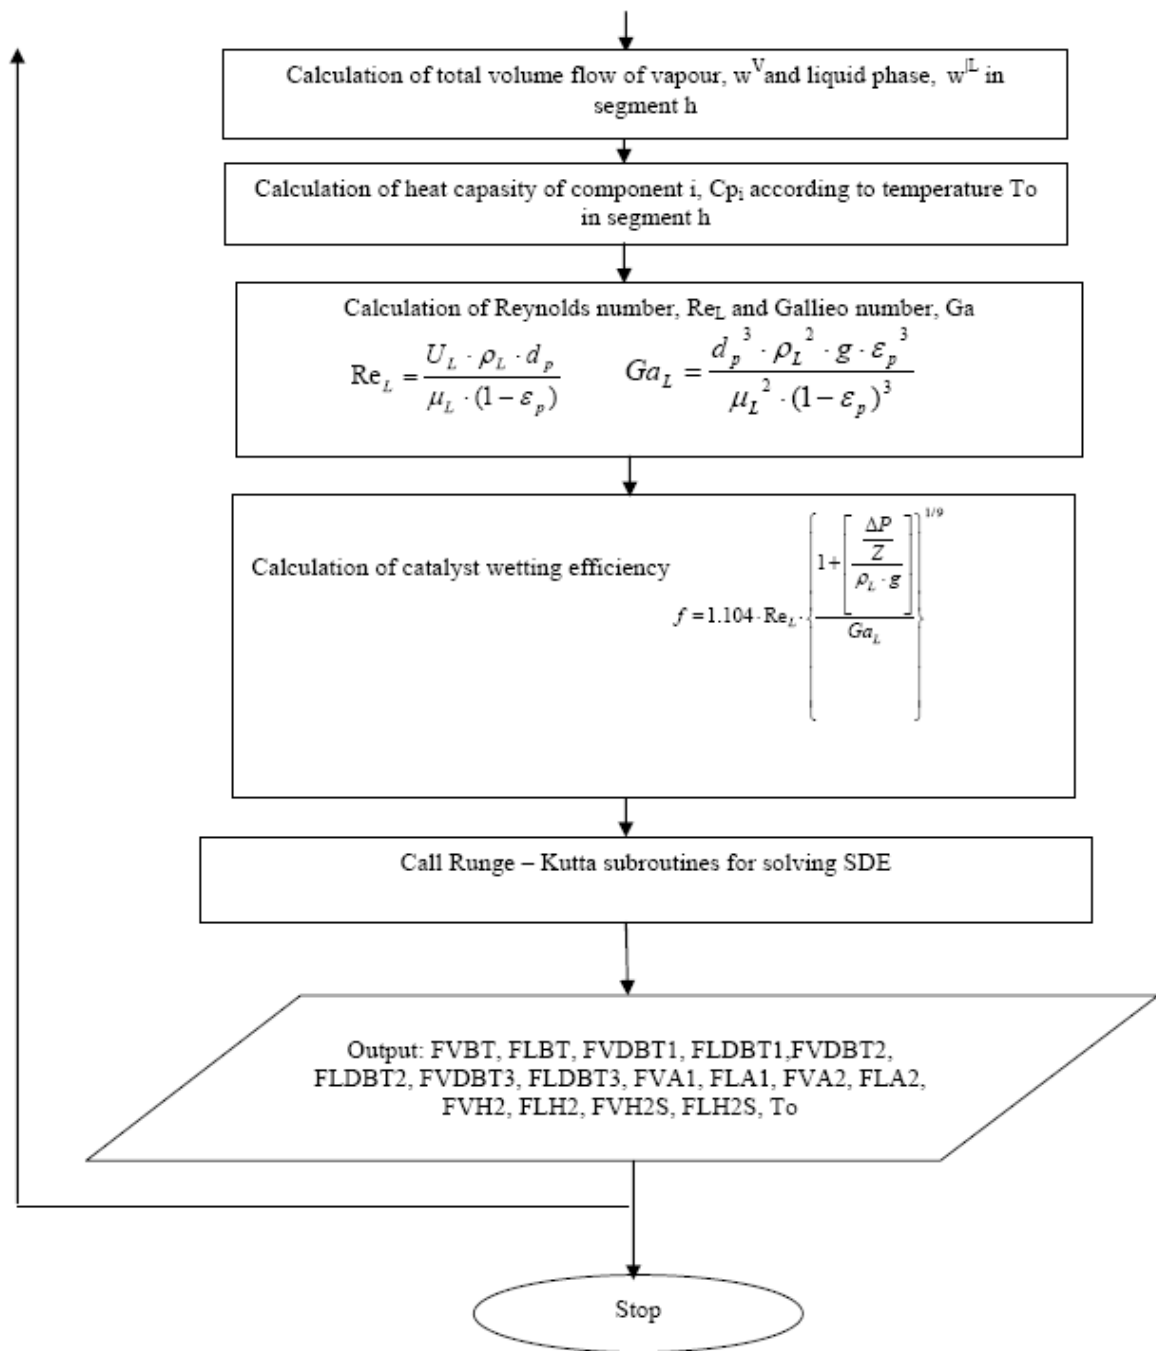 Calculation of total volume flow of vapour, w^V and liquid phase, w^|L in
segment h
Calculation of heat capasity of component i, Cp_i according to temperature To
in segment h
Calculation of Reynolds number, Re_L and Gallieo number, Ga
Re_L = (U_L · ρ_L · d_p) / (μ_L · (1 − ε_p))
Ga_L = (d_p^3 · ρ_L^2 · g · ε_p^3) / (μ_L^2 · (1 − ε_p)^3)
Calculation of catalyst wetting efficiency
f = 1.104 · Re_L · {(1 + [(ΔP / Z) / (ρ_L · g)]) / Ga_L}^1/9
Call Runge – Kutta subroutines for solving SDE
Output: FVBT, FLBT, FVDBT1, FLDBT1,FVDBT2,
FLDBT2, FVDBT3, FLDBT3, FVA1, FLA1, FVA2, FLA2,
FVH2, FLH2, FVH2S, FLH2S, To
Stop